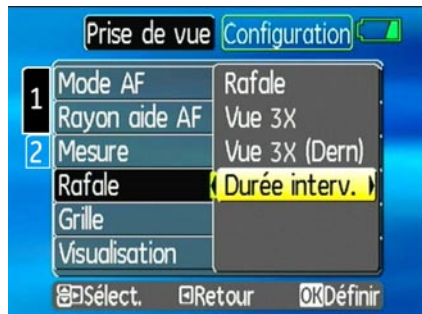 Prise de vue Configuration
1
2
Mode AF Rafale
Rayon aide AF Vue 3X
Mesure Vue 3X (Dern)
Rafale Durée interv.
Grille
Visualisation
Sélect. Retour OK Définir